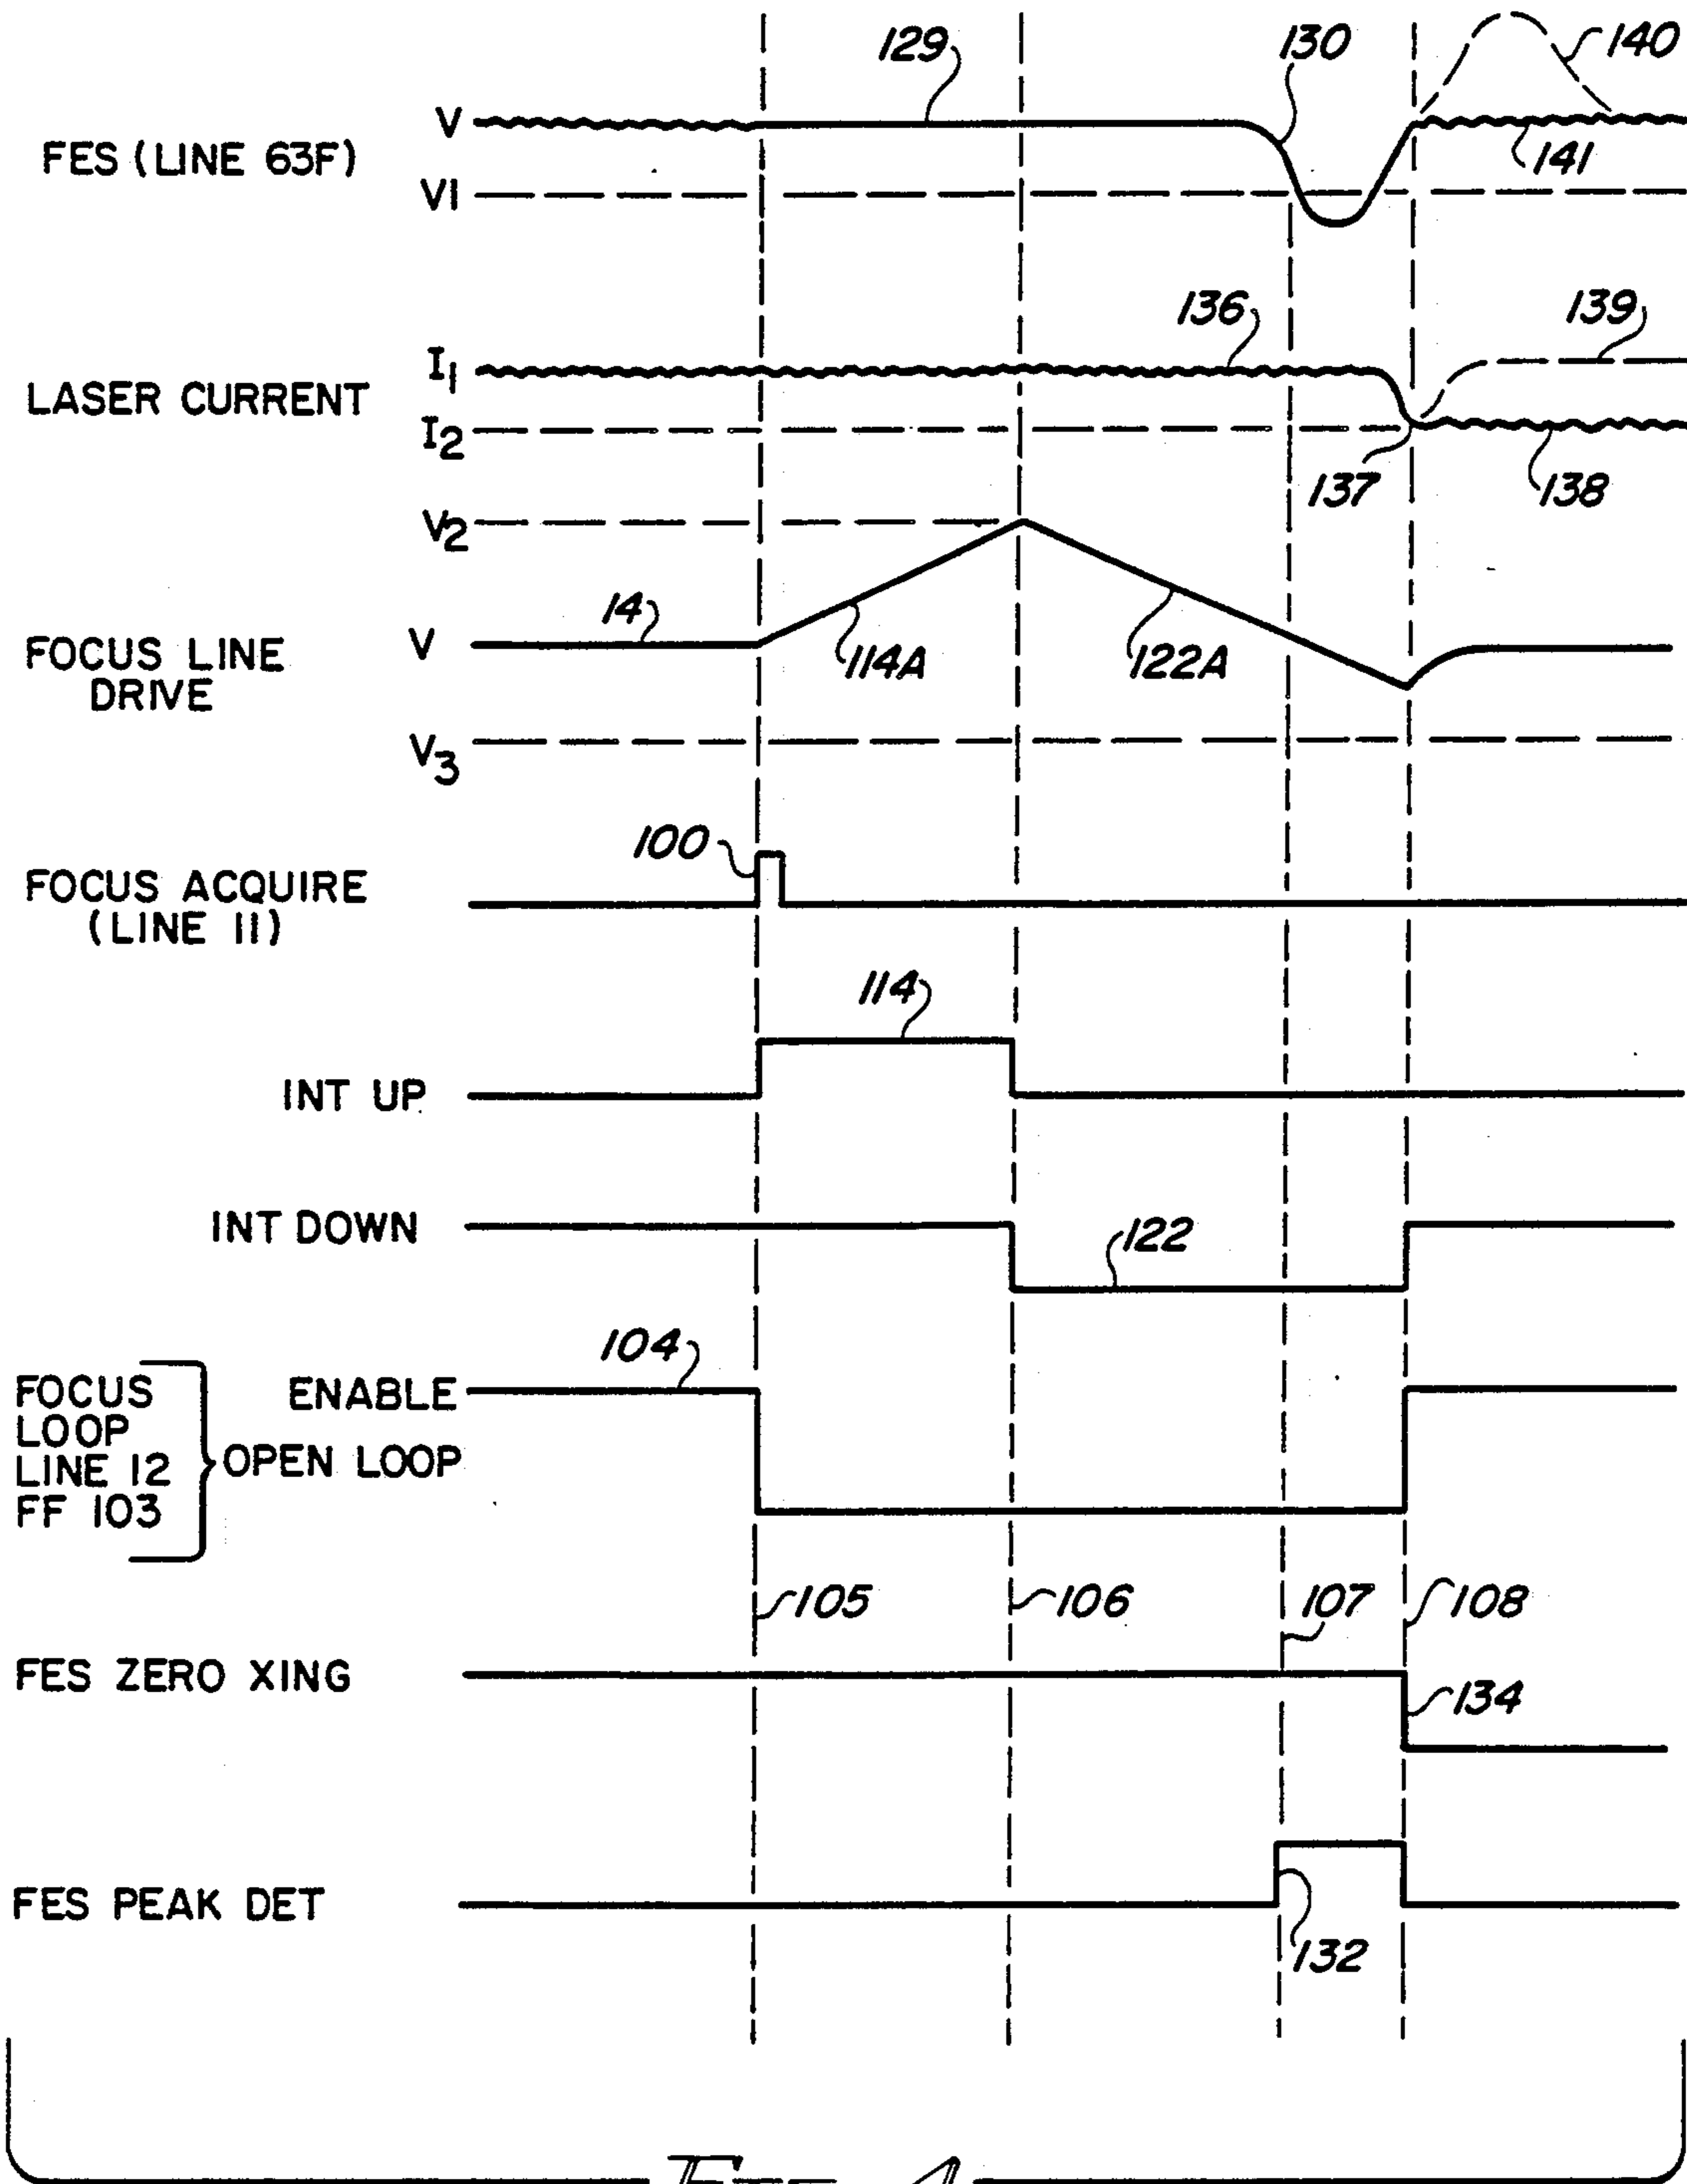 129
130
140
V
FES (LINE 63F)
141
V1
136
139
I1
LASER CURRENT
I2
137
138
V2
14
V
FOCUS LINE
DRIVE
114A
122A
V3
100
FOCUS ACQUIRE
(LINE 11)
114
INT UP
INT DOWN
122
104
FOCUS
LOOP
LINE 12
FF 103
ENABLE
OPEN LOOP
105
106
107
108
FES ZERO XING
134
FES PEAK DET
132